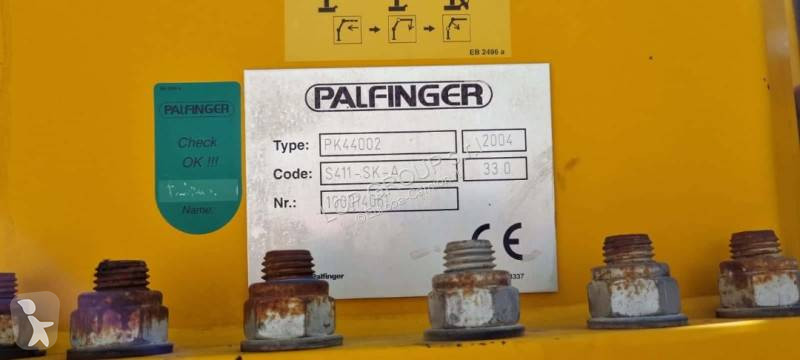 EB 2496 a
PALFINGER
Check
OK !!!
Name:
PALFINGER
Type: PK44002 2004
Code: S411-SK-A 33.0
Nr.:
Palfinger
CE